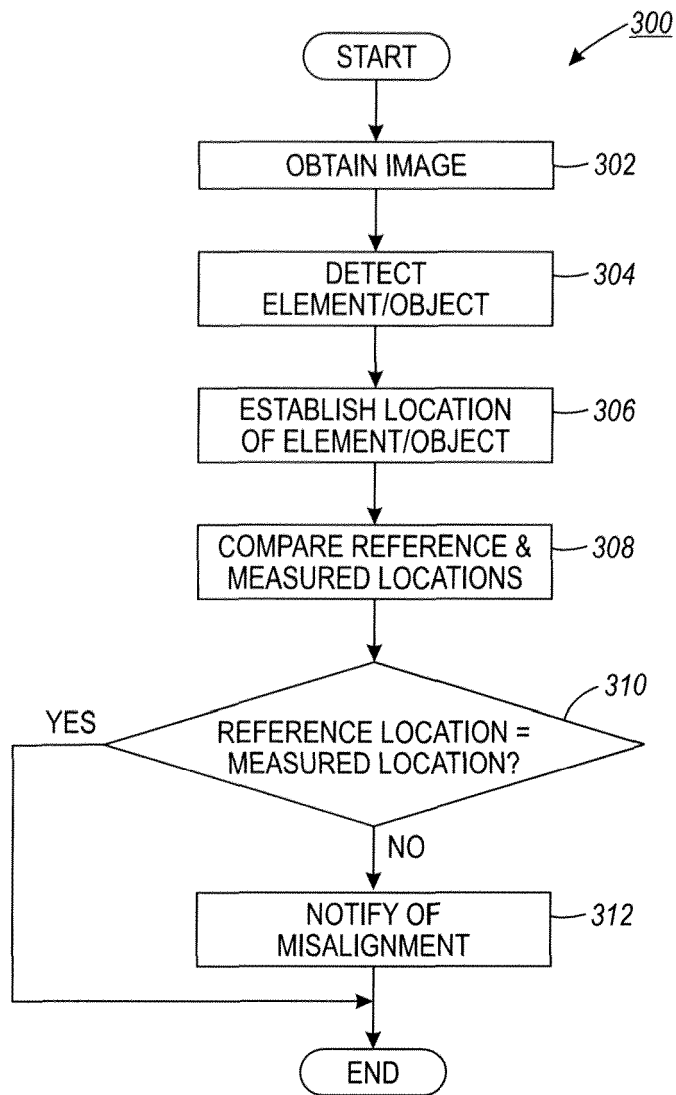 300
START
OBTAIN IMAGE
302
DETECT
ELEMENT/OBJECT
304
ESTABLISH LOCATION
OF ELEMENT/OBJECT
306
COMPARE REFERENCE &
MEASURED LOCATIONS
308
310
YES
REFERENCE LOCATION =
MEASURED LOCATION?
NO
NOTIFY OF
MISALIGNMENT
312
END